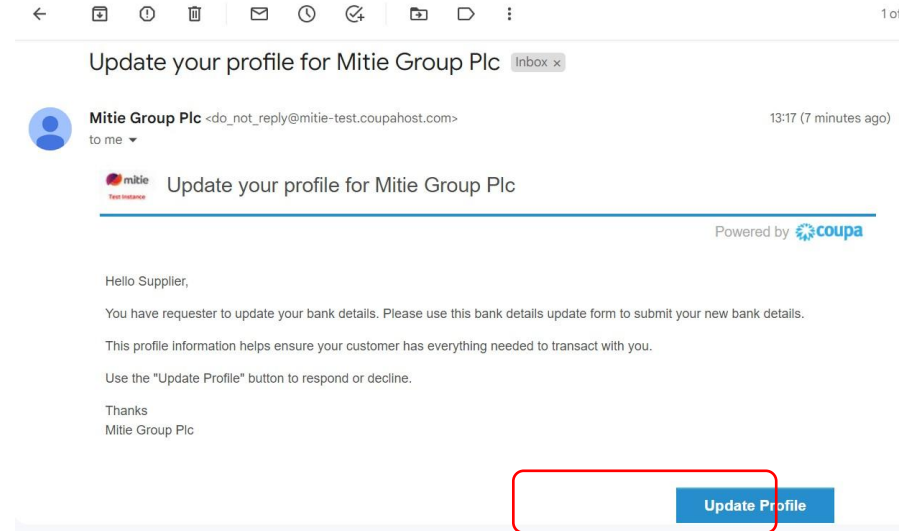 1 of
Update your profile for Mitie Group Plc Inbox ×
Mitie Group Plc <do_not_reply@mitie-test.coupahost.com> 13:17 (7 minutes ago)
to me
mitie
Test Instance
Update your profile for Mitie Group Plc
Powered by coupa
Hello Supplier,
You have requester to update your bank details. Please use this bank details update form to submit your new bank details.
This profile information helps ensure your customer has everything needed to transact with you.
Use the "Update Profile" button to respond or decline.
Thanks
Mitie Group Plc
Update Profile